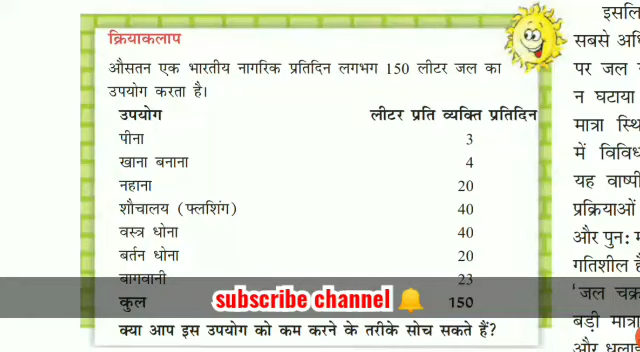 क्रियाकलाप
औसतन एक भारतीय नागरिक प्रतिदिन लगभग 150 लीटर जल का
उपयोग करता है।
उपयोग लीटर प्रति व्यक्ति प्रतिदिन
पीना 3
खाना बनाना 4
नहाना 20
शौचालय (फ्लशिंग) 40
वस्त्र धोना 40
बर्तन धोना 20
बागवानी 23
कुल 150
subscribe channel
क्या आप इस उपयोग को कम करने के तरीके सोच सकते हैं?
इसलि
सबसे अधि
पर जल
न घटाया
मात्रा स्थि
में विविध
यह वाष्पी
प्रक्रियाओं
और पुनः
गतिशील है
'जल चक्र
बड़ी मात्रा
और धलाई